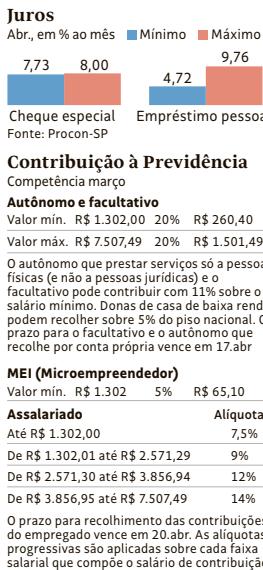 Juros
Abr., em % ao mês Mínimo Máximo
7,73 8,00 4,72 9,76
Cheque especial Empréstimo
Fonte: Procon-SP
Contribuição à Previdência
Competência março
Autônomo e facultativo
Valor mín. R$ 1.302,00 20% R$ 260,40
Valor máx. R$ 7.507,49 20% R$ 1.501,49
O autônomo que prestar serviços só a
físicas (e não a pessoas jurídicas) e o
facultativo pode contribuir com 11% sobre o
salário mínimo. Donas de casa de baixa
podem recolher sobre 5% do piso nacional. O
prazo para o facultativo e o autônomo que
recolhe por conta própria vence em 17.abr
MEI (Microempreendedor)
Valor mín. R$ 1.302 5% R$ 65,10
Assalariado Alíquota
Até R$ 1.302,00 7,5%
De R$ 1.302,01 até R$ 2.571,29 9%
De R$ 2.571,30 até R$ 3.856,94 12%
De R$ 3.856,95 até R$ 7.507,49 14%
O prazo para recolhimento das contribuições
do empregado vence em 20.abr. As alíquotas
progressivas são aplicadas sobre cada faixa
salarial que compõe o salário de contribuição